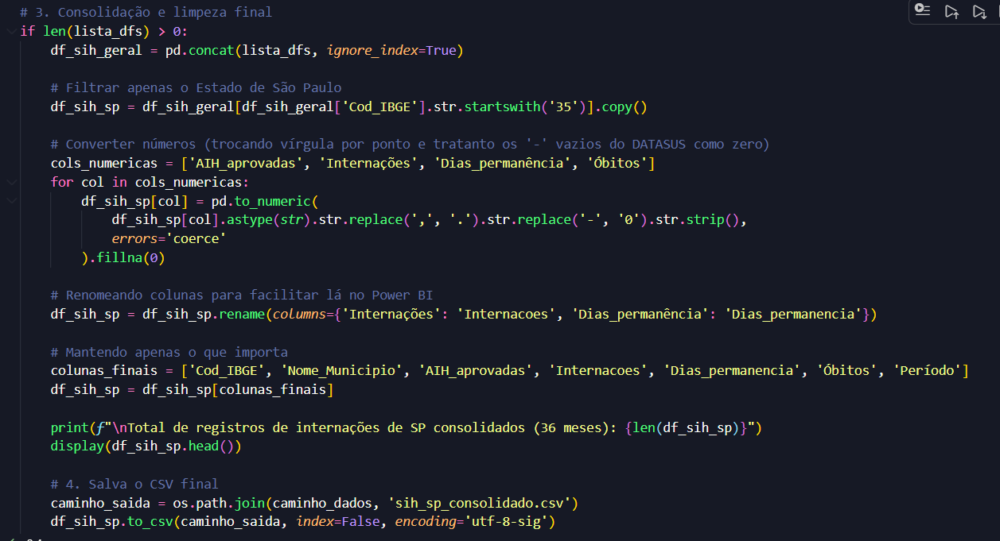 # 3. Consolidação e limpeza final
if len(lista_dfs) > 0:
    df_sih_geral = pd.concat(lista_dfs, ignore_index=True)

    # Filtrar apenas o Estado de São Paulo
    df_sih_sp = df_sih_geral[df_sih_geral['Cod_IBGE'].str.startswith('35')].copy()

    # Converter números (trocando vírgula por ponto e tratanto os '-' vazios do DATASUS como zero)
    cols_numericas = ['AIH_aprovadas', 'Internações', 'Dias_permanência', 'Óbitos']
    for col in cols_numericas:
        df_sih_sp[col] = pd.to_numeric(
            df_sih_sp[col].astype(str).str.replace(',', '.').str.replace('-', '0').str.strip(),
            errors='coerce'
        ).fillna(0)

    # Renomeando colunas para facilitar lá no Power BI
    df_sih_sp = df_sih_sp.rename(columns={'Internações': 'Internacoes', 'Dias_permanência': 'Dias_permanencia'})

    # Mantendo apenas o que importa
    colunas_finais = ['Cod_IBGE', 'Nome_Municipio', 'AIH_aprovadas', 'Internacoes', 'Dias_permanencia', 'Óbitos', 'Período']
    df_sih_sp = df_sih_sp[colunas_finais]

    print(f"\nTotal de registros de internações de SP consolidados (36 meses): {len(df_sih_sp)}")
    display(df_sih_sp.head())

    # 4. Salva o CSV final
    caminho_saida = os.path.join(caminho_dados, 'sih_sp_consolidado.csv')
    df_sih_sp.to_csv(caminho_saida, index=False, encoding='utf-8-sig')